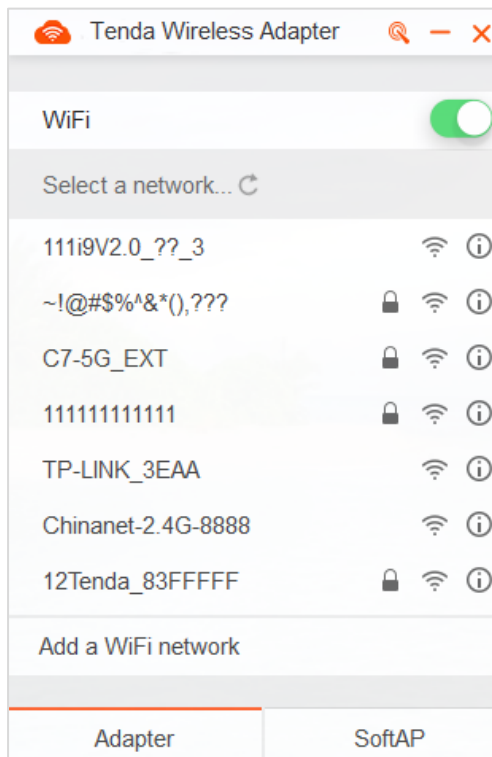 Tenda Wireless Adapter
WiFi
Select a network...
111i9V2.0_??_3
~!@#$%^&*(),???
C7-5G_EXT
111111111111
TP-LINK_3EAA
Chinanet-2.4G-8888
12Tenda_83FFFFF
Add a WiFi network
Adapter SoftAP